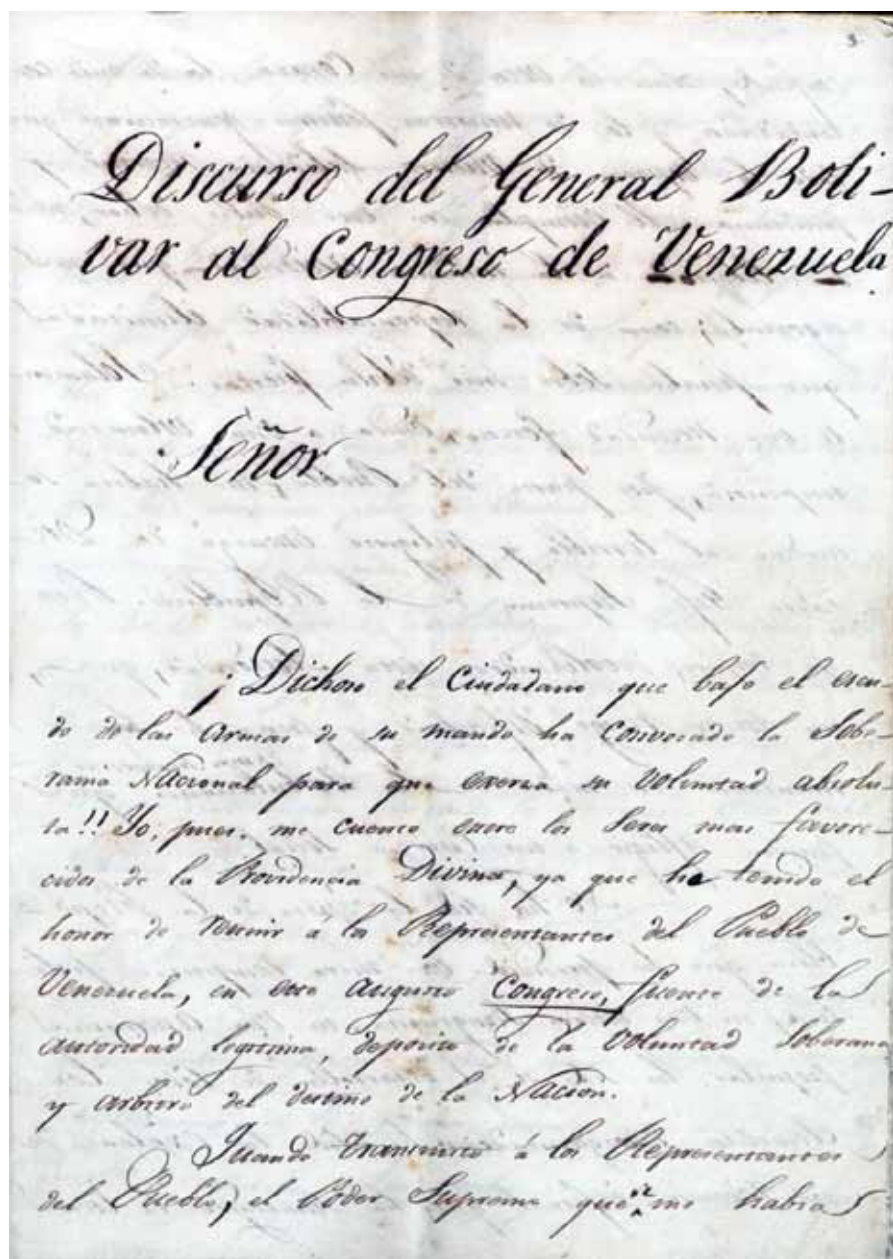 Discurso del General Boli-
var al Congreso de Venezuela.
Señor.
¡Dichoso el Ciudadano que bajo el escu-
do de las armas de su mando ha convocado la Sobe-
rania Nacional para que exerza su voluntad absolu-
ta!! Yo, pues, me cuento entre los seres mas favore-
cidos de la Providencia Divina, ya que he tenido el
honor de reunir a los Representantes del Pueblo de
Venezuela, en este augusto Congreso, fuente de la
autoridad legitima, deposito de la voluntad Soberana
y arbitro del destino de la Nacion.
Cuando transmito á los Representantes
del Pueblo, el Poder Supremo que se me habia